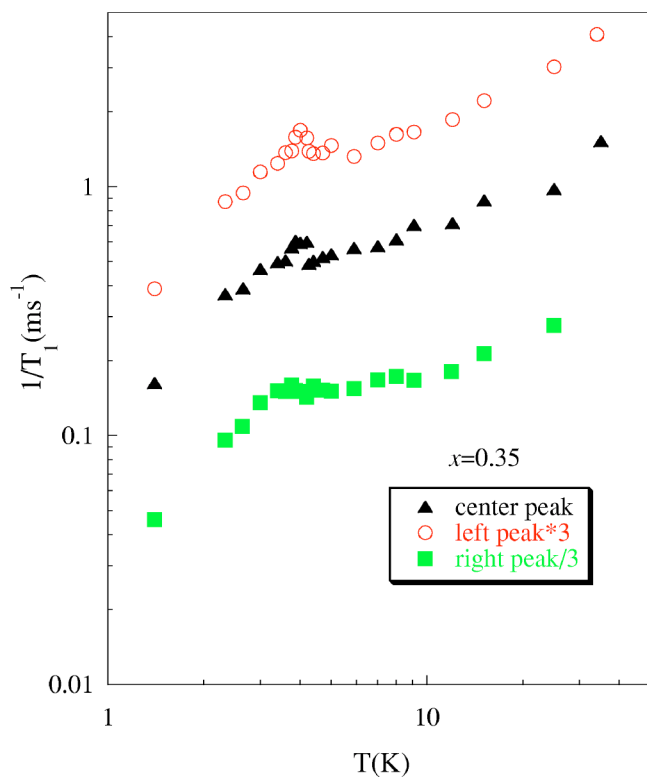 1/T₁ (ms⁻¹)
1
0.1
0.01
x=0.35
center peak
left peak*3
right peak/3
1
10
T(K)